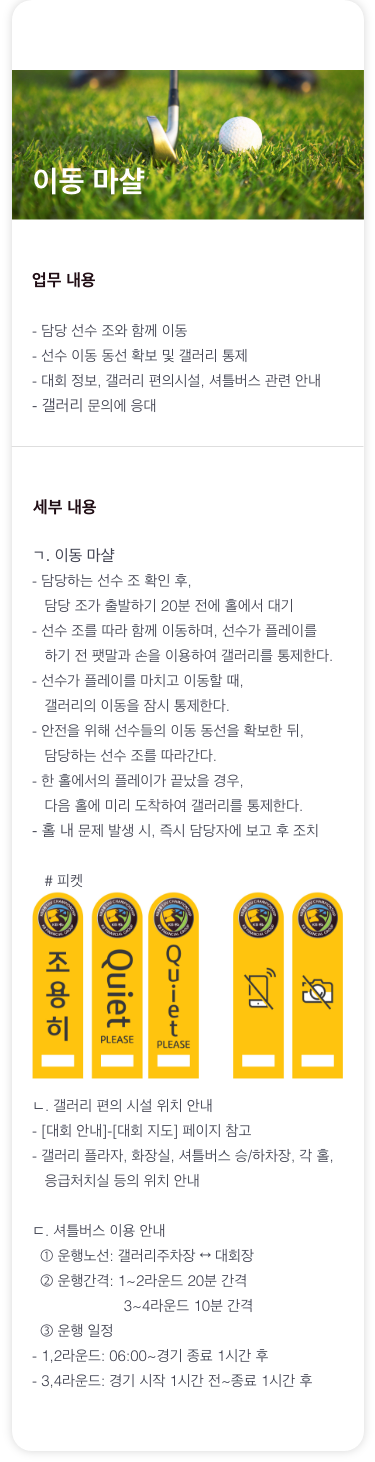 이동 마샬
업무 내용
- 담당 선수 조와 함께 이동
- 선수 이동 동선 확보 및 갤러리 통제
- 대회 정보, 갤러리 편의시설, 셔틀버스 관련 안내
- 갤러리 문의에 응대
세부 내용
ㄱ. 이동 마샬
- 담당하는 선수 조 확인 후,
담당 조가 출발하기 20분 전에 홀에서 대기
- 선수 조를 따라 함께 이동하며, 선수가 플레이를
하기 전 팻말과 손을 이용하여 갤러리를 통제한다.
- 선수가 플레이를 마치고 이동할 때,
갤러리의 이동을 잠시 통제한다.
- 안전을 위해 선수들의 이동 동선을 확보한 뒤,
담당하는 선수 조를 따라간다.
- 한 홀에서의 플레이가 끝났을 경우,
다음 홀에 미리 도착하여 갤러리를 통제한다.
- 홀 내 문제 발생 시, 즉시 담당자에 보고 후 조치
# 피켓
조용히
Quiet
PLEASE
Quiet
PLEASE
ㄴ. 갤러리 편의 시설 위치 안내
- [대회 안내]-[대회 지도] 페이지 참고
- 갤러리 플라자, 화장실, 셔틀버스 승/하차장, 각 홀,
응급처치실 등의 위치 안내
ㄷ. 셔틀버스 이용 안내
① 운행노선: 갤러리주차장 ↔ 대회장
② 운행간격: 1~2라운드 20분 간격
3~4라운드 10분 간격
③ 운행 일정
- 1,2라운드: 06:00~경기 종료 1시간 후
- 3,4라운드: 경기 시작 1시간 전~종료 1시간 후